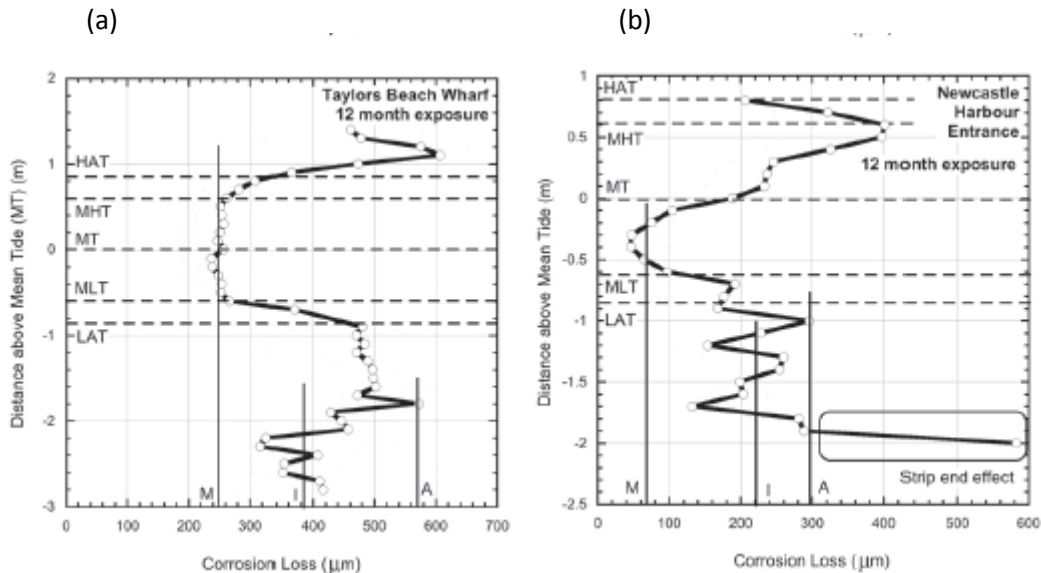 (a)
(b)
Taylors Beach Wharf
12 month exposure
HAT
MHT
MT
MLT
LAT
M
I
A
2
1
0
-1
-2
-3
0
100
200
300
400
500
600
700
Distance above Mean Tide (MT) (m)
Corrosion Loss (μm)
Newcastle
Harbour
Entrance
12 month exposure
HAT
MHT
MT
MLT
LAT
M
I
A
Strip end effect
1
0.5
0
-0.5
-1
-1.5
-2
-2.5
0
100
200
300
400
500
600
Distance above Mean Tide (m)
Corrosion Loss (μm)